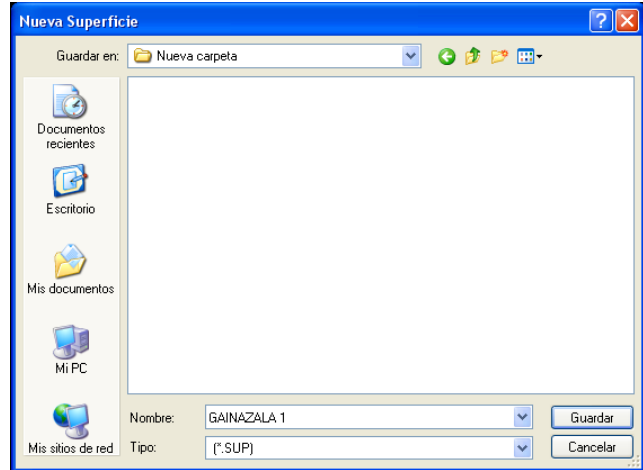 Nueva Superficie
Guardar en: Nueva carpeta
Documentos
recientes
Escritorio
Mis documentos
Mi PC
Mis sitios de red
Nombre: GAINAZALA 1 Guardar
Tipo: (*.SUP) Cancelar